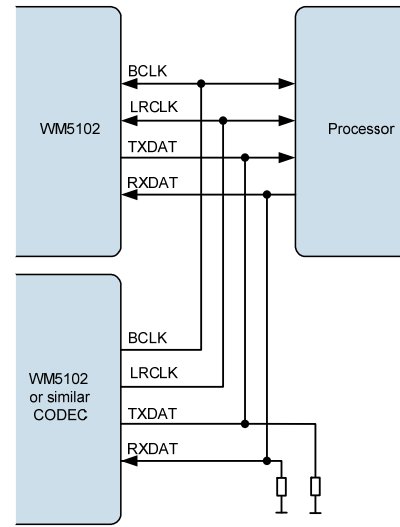 BCLK
LRCLK
WM5102
Processor
TXDAT
RXDAT
BCLK
LRCLK
WM5102
or similar
CODEC
TXDAT
RXDAT